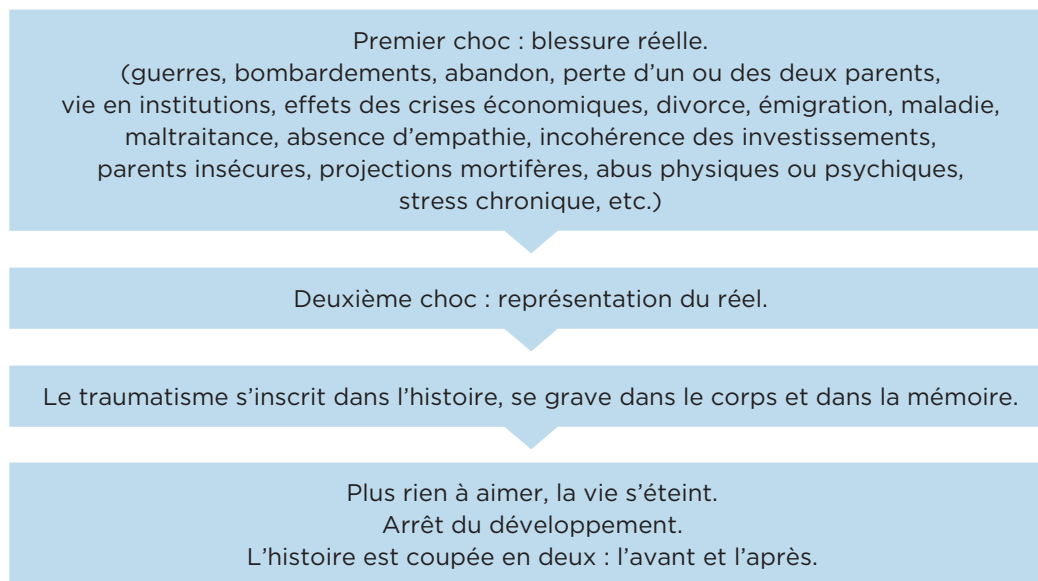 Premier choc : blessure réelle.
(guerres, bombardements, abandon, perte d’un ou des deux parents,
vie en institutions, effets des crises économiques, divorce, émigration, maladie,
maltraitance, absence d’empathie, incohérence des investissements,
parents insécures, projections mortifères, abus physiques ou psychiques,
stress chronique, etc.)
Deuxième choc : représentation du réel.
Le traumatisme s’inscrit dans l’histoire, se grave dans le corps et dans la mémoire.
Plus rien à aimer, la vie s’éteint.
Arrêt du développement.
L’histoire est coupée en deux : l’avant et l’après.